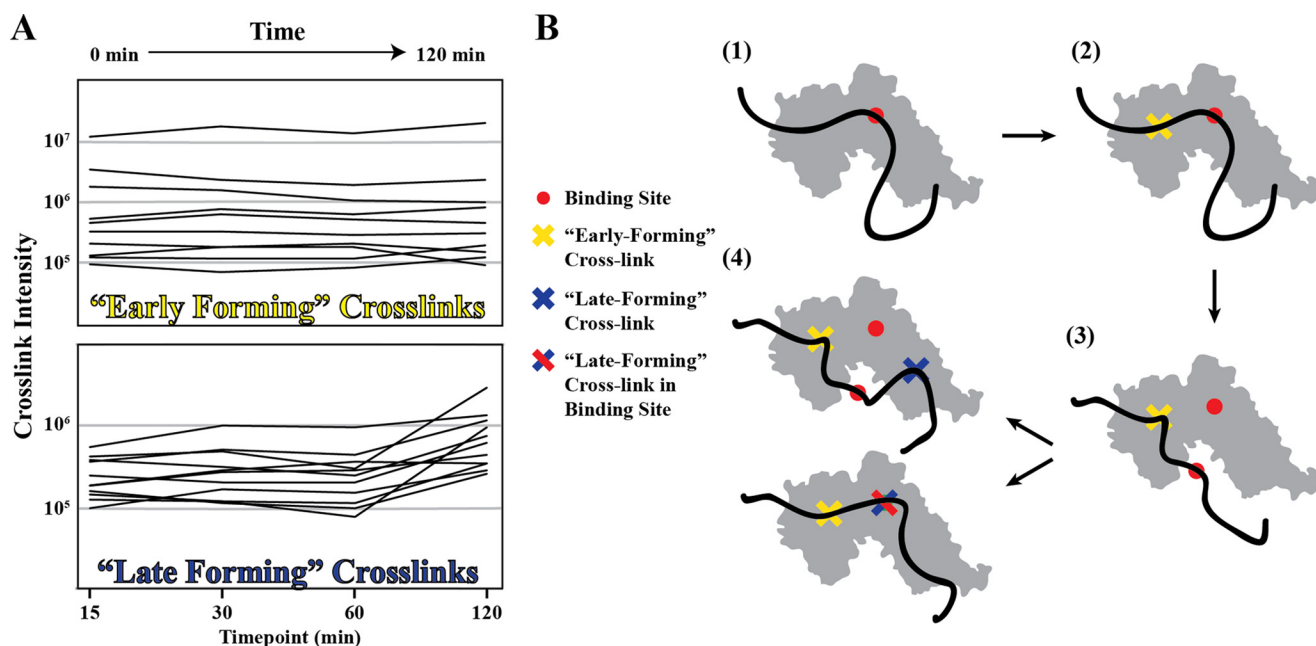 A
Time
0 min
120 min
10⁷
10⁶
10⁵
"Early Forming" Crosslinks
Crosslink Intensity
10⁶
10⁵
"Late Forming" Crosslinks
15
30
60
120
Timepoint (min)
B
(1)
(2)
Binding Site
"Early-Forming"
Cross-link
"Late-Forming"
Cross-link
"Late-Forming"
Cross-link in
Binding Site
(4)
(3)